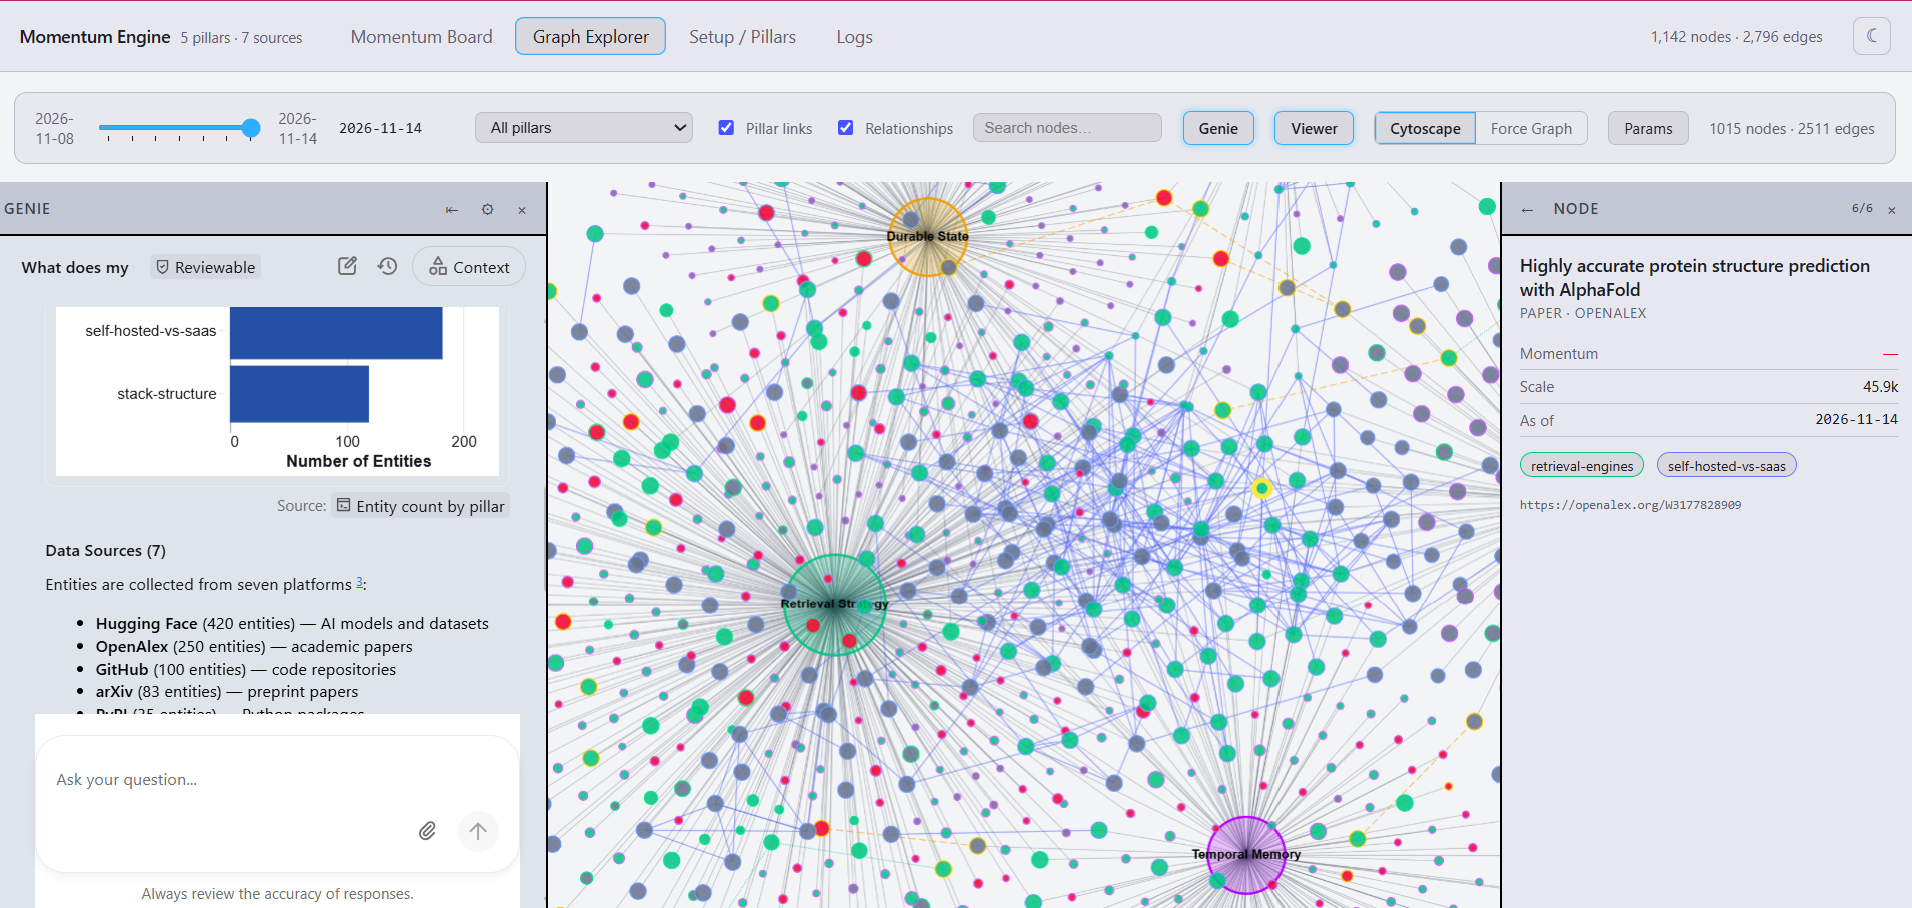 Momentum Engine 5 pillars · 7 sources Momentum Board Graph Explorer Setup / Pillars Logs 1,142 nodes · 2,796 edges
2026-11-08 2026-11-14 2026-11-14 All pillars Pillar links Relationships Search nodes... Genie Viewer Cytoscape Force Graph Params 1015 nodes · 2511 edges
GENIE
What does my Reviewable Context
self-hosted-vs-saas
stack-structure
0 100 200
Number of Entities
Source: Entity count by pillar
Data Sources (7)
Entities are collected from seven platforms 3:
• Hugging Face (420 entities) — AI models and datasets
• OpenAlex (250 entities) — academic papers
• GitHub (100 entities) — code repositories
• arXiv (83 entities) — preprint papers
• PyPI (35 entities) — Python packages
Ask your question...
Always review the accuracy of responses.
Durable State
Retrieval Strategy
Temporal Memory
← NODE 6/6 ×
Highly accurate protein structure prediction
with AlphaFold
PAPER · OPENALEX
Momentum —
Scale 45.9k
As of 2026-11-14
retrieval-engines self-hosted-vs-saas
https://openalex.org/W3177828909